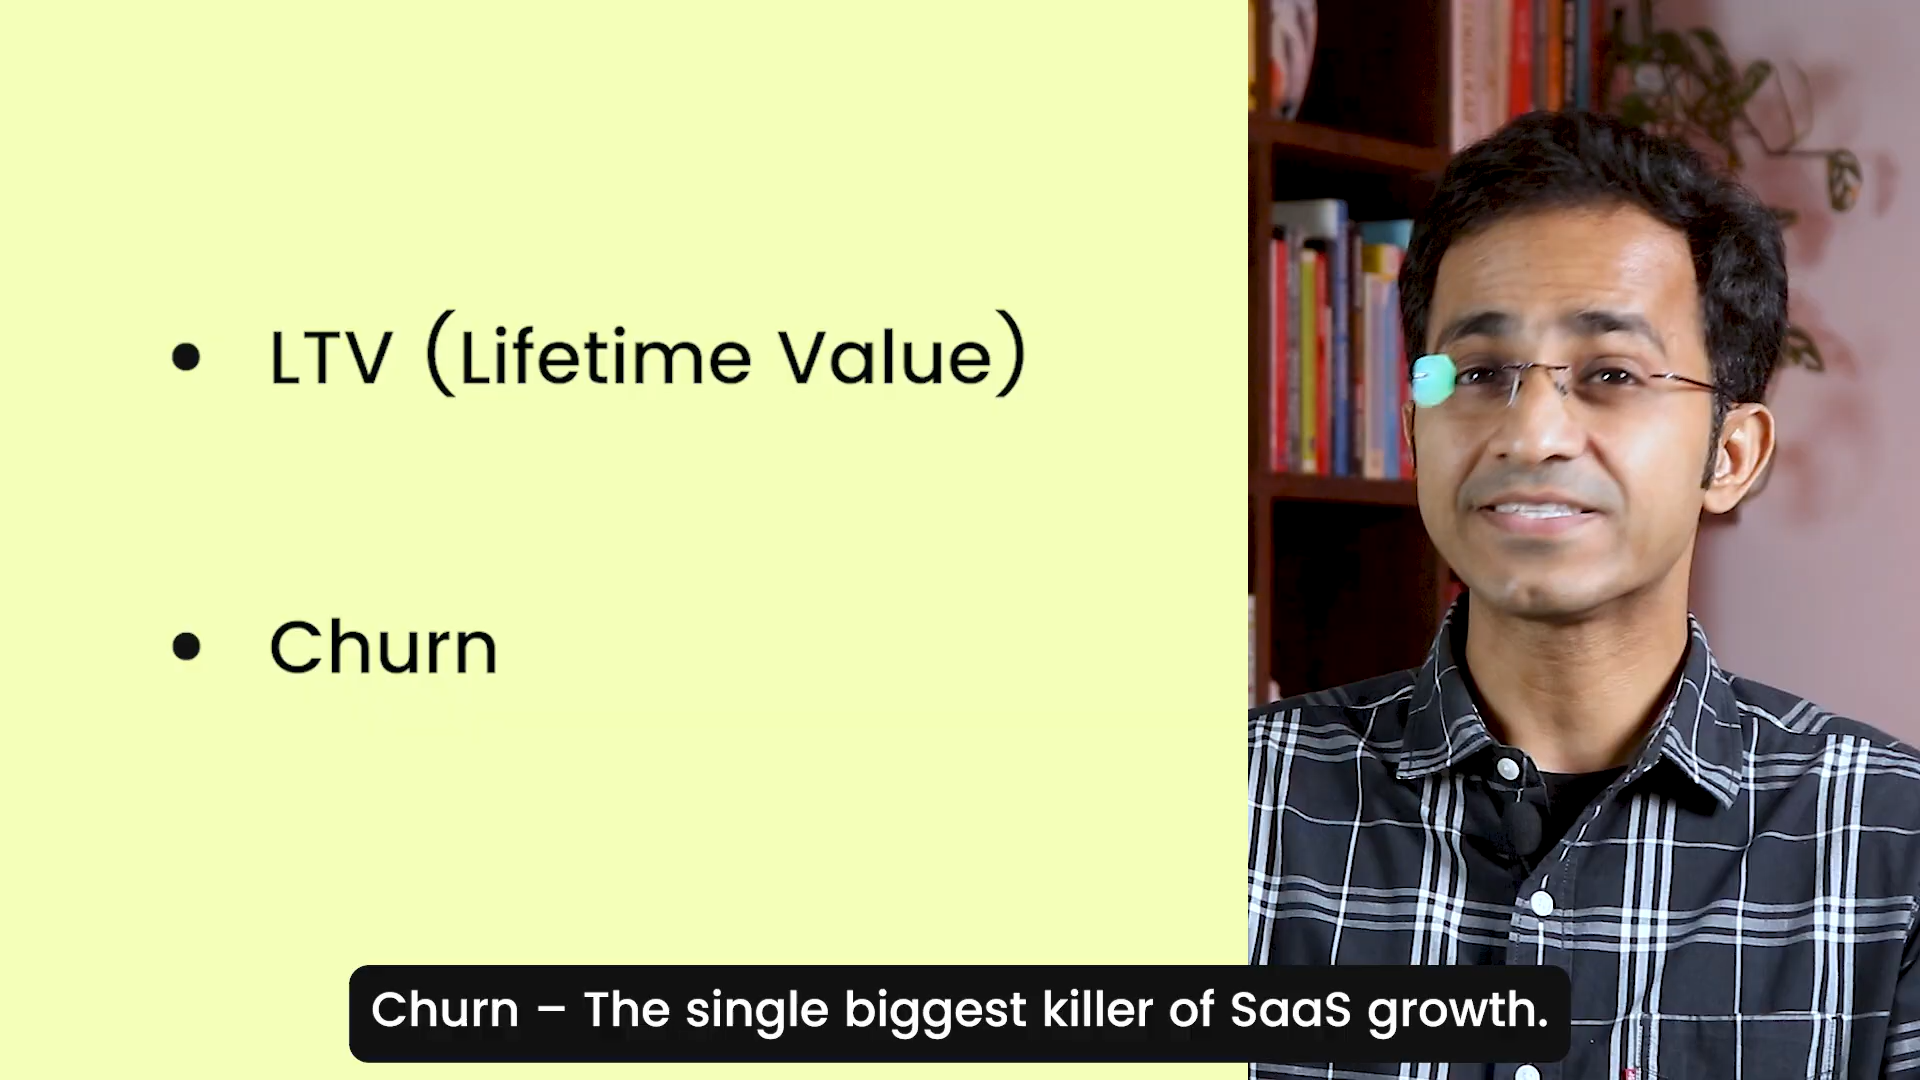 • LTV (Lifetime Value)
• Churn
Churn – The single biggest killer of SaaS growth.